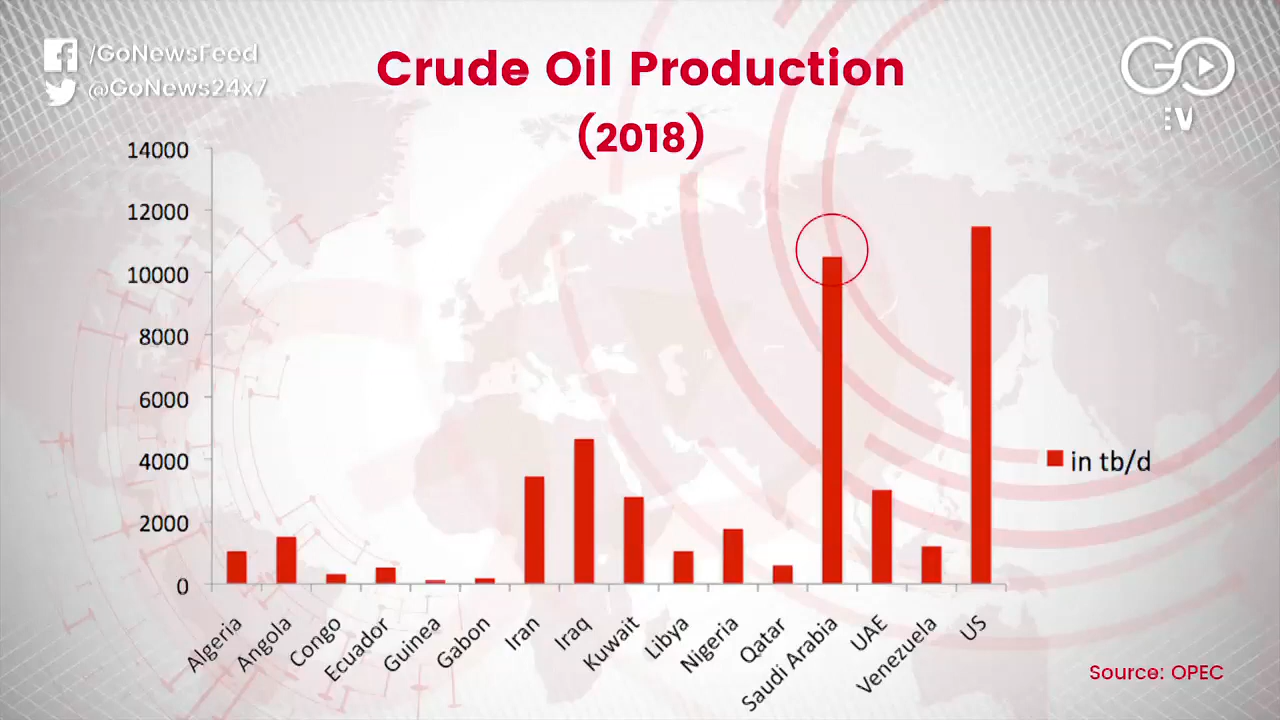 /GoNewsFeed
@GoNews24x7
Crude Oil Production
(2018)
GO
14000
12000
10000
8000
6000
4000
2000
0
Algeria
Angola
Congo
Ecuador
Guinea
Gabon
Iran
Iraq
Kuwait
Libya
Nigeria
Qatar
Saudi Arabia
UAE
Venezuela
US
in tb/d
Source: OPEC